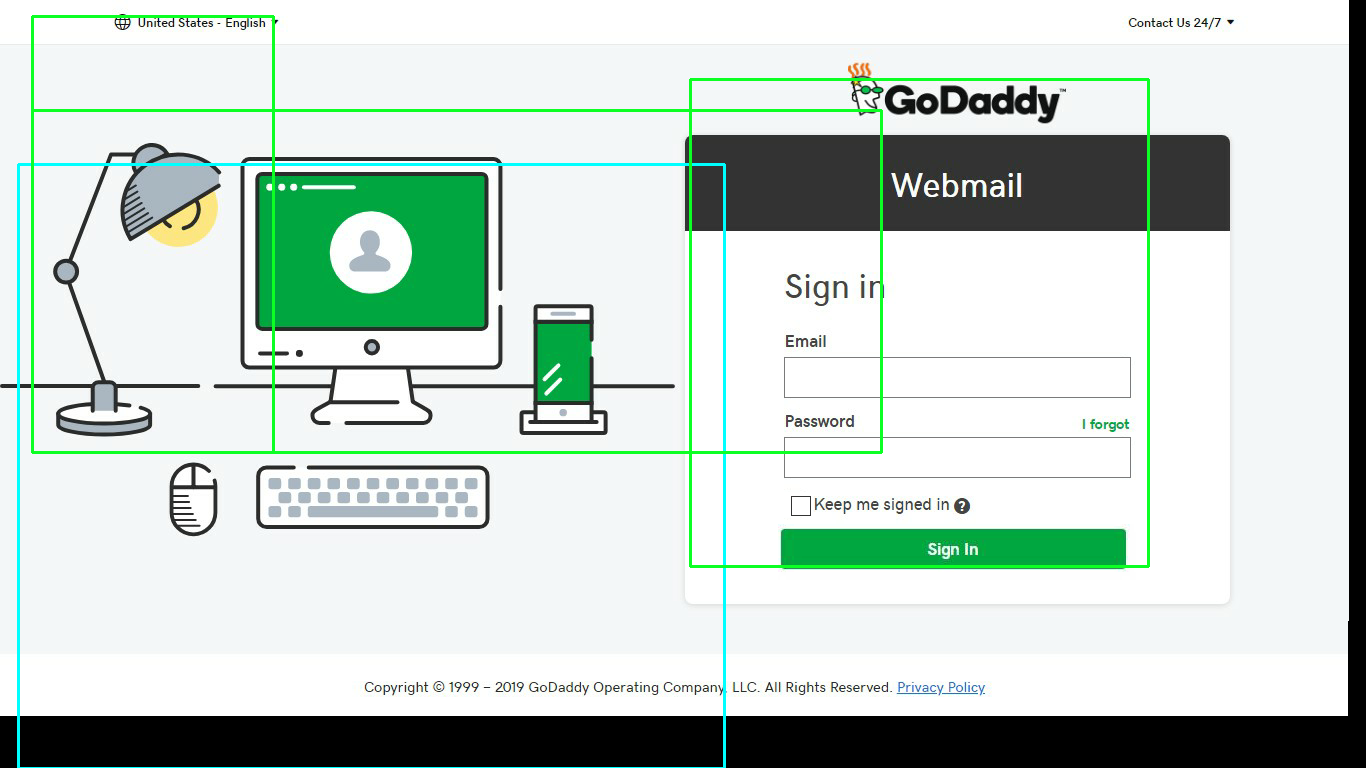 United States - English
Contact Us 24/7
GoDaddy™
Webmail
Sign in
Email
Password
I forgot
Keep me signed in ?
Sign In
Copyright © 1999 – 2019 GoDaddy Operating Company, LLC. All Rights Reserved. Privacy Policy